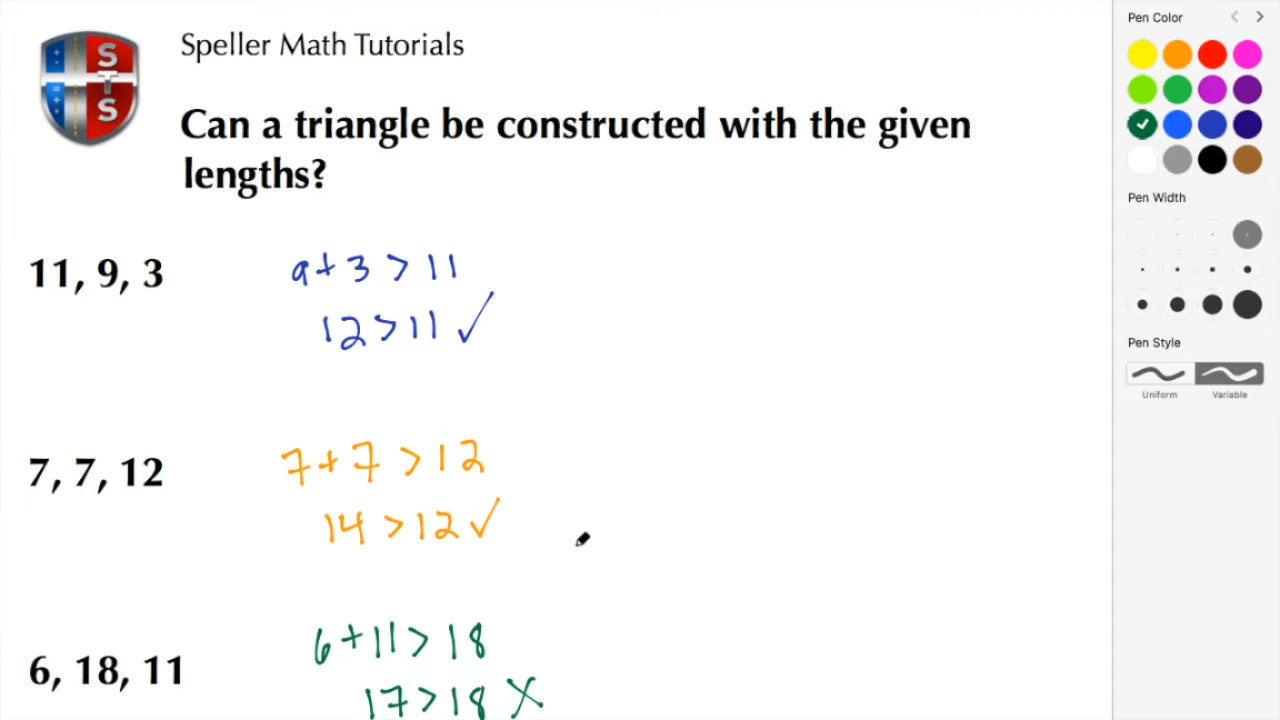 Speller Math Tutorials
S
T
S
Can a triangle be constructed with the given
lengths?
11, 9, 3
9+3 > 11
12 > 11 ✓
7, 7, 12
7+7 > 12
14 > 12 ✓
6, 18, 11
6+11 > 18
17 > 18 X
Pen Color
Pen Width
Pen Style
Uniform
Variable